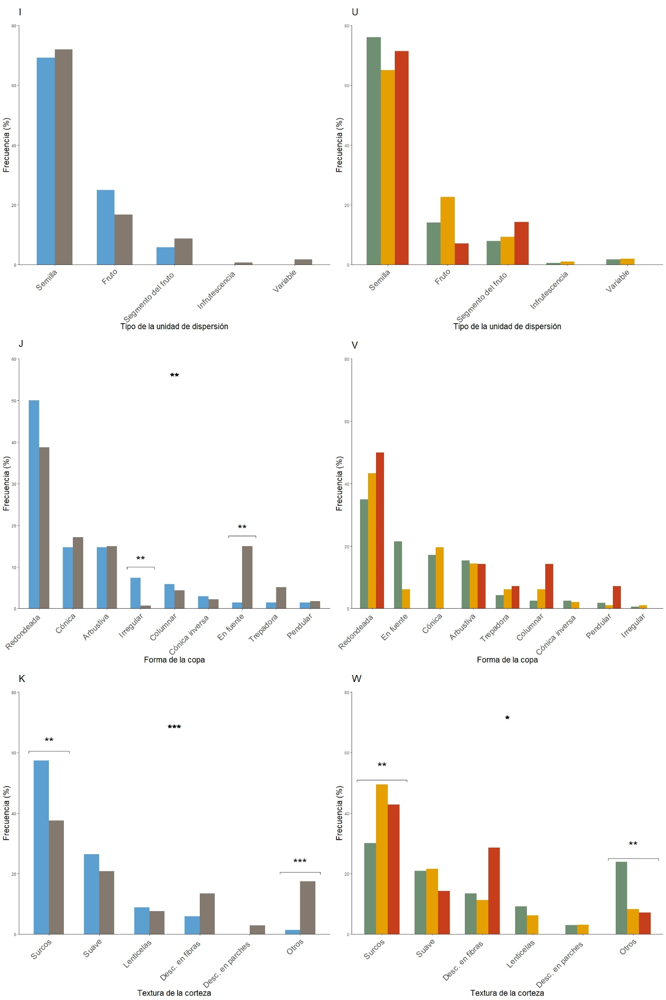 I
80
60
40
20
0
Frecuencia (%)
Semilla
Fruto
Segmento del fruto
Infrutescencia
Variable
Tipo de la unidad de dispersión
U
80
60
40
20
0
Frecuencia (%)
Semilla
Fruto
Segmento del fruto
Infrutescencia
Variable
Tipo de la unidad de dispersión
J
60
50
40
30
20
10
0
Frecuencia (%)
**
**
**
Redondeada
Cónica
Arbustiva
Irregular
Columnar
Cónica inversa
En fuente
Trepadora
Pendular
Forma de la copa
V
80
60
40
20
0
Frecuencia (%)
Redondeada
En fuente
Cónica
Arbustiva
Trepadora
Columnar
Cónica inversa
Pendular
Irregular
Forma de la copa
K
80
60
40
20
0
Frecuencia (%)
***
**
***
Surcos
Suave
Lenticelas
Desc. en fibras
Desc. en parches
Otros
Textura de la corteza
W
80
60
40
20
0
Frecuencia (%)
*
**
**
Surcos
Suave
Desc. en fibras
Lenticelas
Desc. en parches
Otros
Textura de la corteza